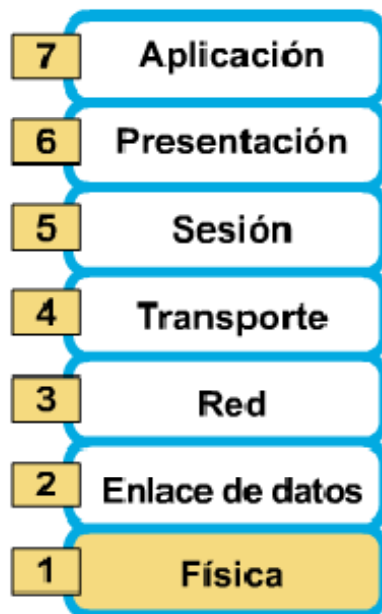 7 Aplicación
6 Presentación
5 Sesión
4 Transporte
3 Red
2 Enlace de datos
1 Física